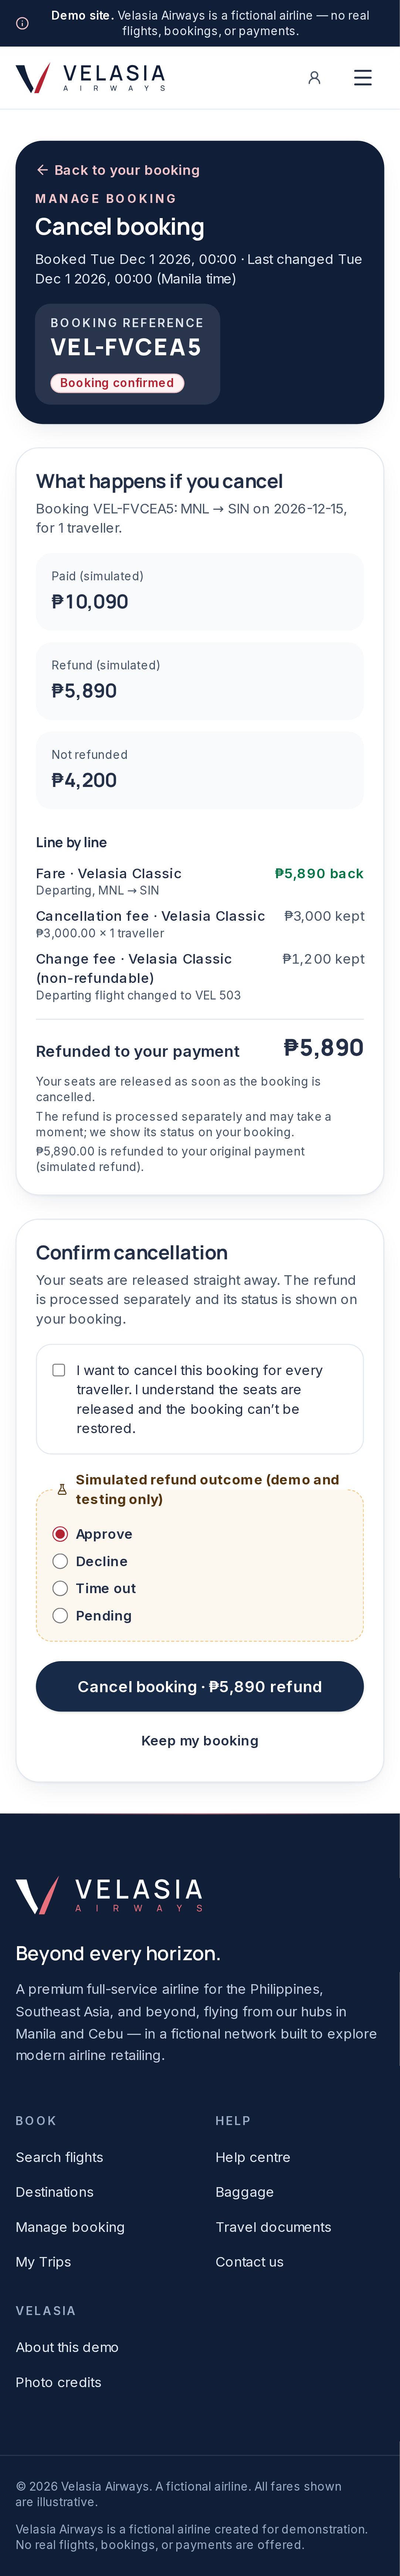 Demo site. Velasia Airways is a fictional airline — no real
flights, bookings, or payments.
VELASIA
AIRWAYS
← Back to your booking
MANAGE BOOKING
Cancel booking
Booked Tue Dec 1 2026, 00:00 · Last changed Tue
Dec 1 2026, 00:00 (Manila time)
BOOKING REFERENCE
VEL-FVCEA5
Booking confirmed
What happens if you cancel
Booking VEL-FVCEA5: MNL → SIN on 2026-12-15,
for 1 traveller.
Paid (simulated)
₱10,090
Refund (simulated)
₱5,890
Not refunded
₱4,200
Line by line
Fare · Velasia Classic ₱5,890 back
Departing, MNL → SIN
Cancellation fee · Velasia Classic ₱3,000 kept
₱3,000.00 × 1 traveller
Change fee · Velasia Classic ₱1,200 kept
(non-refundable)
Departing flight changed to VEL 503
Refunded to your payment ₱5,890
Your seats are released as soon as the booking is
cancelled.
The refund is processed separately and may take a
moment; we show its status on your booking.
₱5,890.00 is refunded to your original payment
(simulated refund).
Confirm cancellation
Your seats are released straight away. The refund
is processed separately and its status is shown on
your booking.
I want to cancel this booking for every
traveller. I understand the seats are
released and the booking can’t be
restored.
Simulated refund outcome (demo and
testing only)
Approve
Decline
Time out
Pending
Cancel booking · ₱5,890 refund
Keep my booking
VELASIA
AIRWAYS
Beyond every horizon.
A premium full-service airline for the Philippines,
Southeast Asia, and beyond, flying from our hubs in
Manila and Cebu — in a fictional network built to explore
modern airline retailing.
BOOK
Search flights
Destinations
Manage booking
My Trips
HELP
Help centre
Baggage
Travel documents
Contact us
VELASIA
About this demo
Photo credits
© 2026 Velasia Airways. A fictional airline. All fares shown
are illustrative.
Velasia Airways is a fictional airline created for demonstration.
No real flights, bookings, or payments are offered.